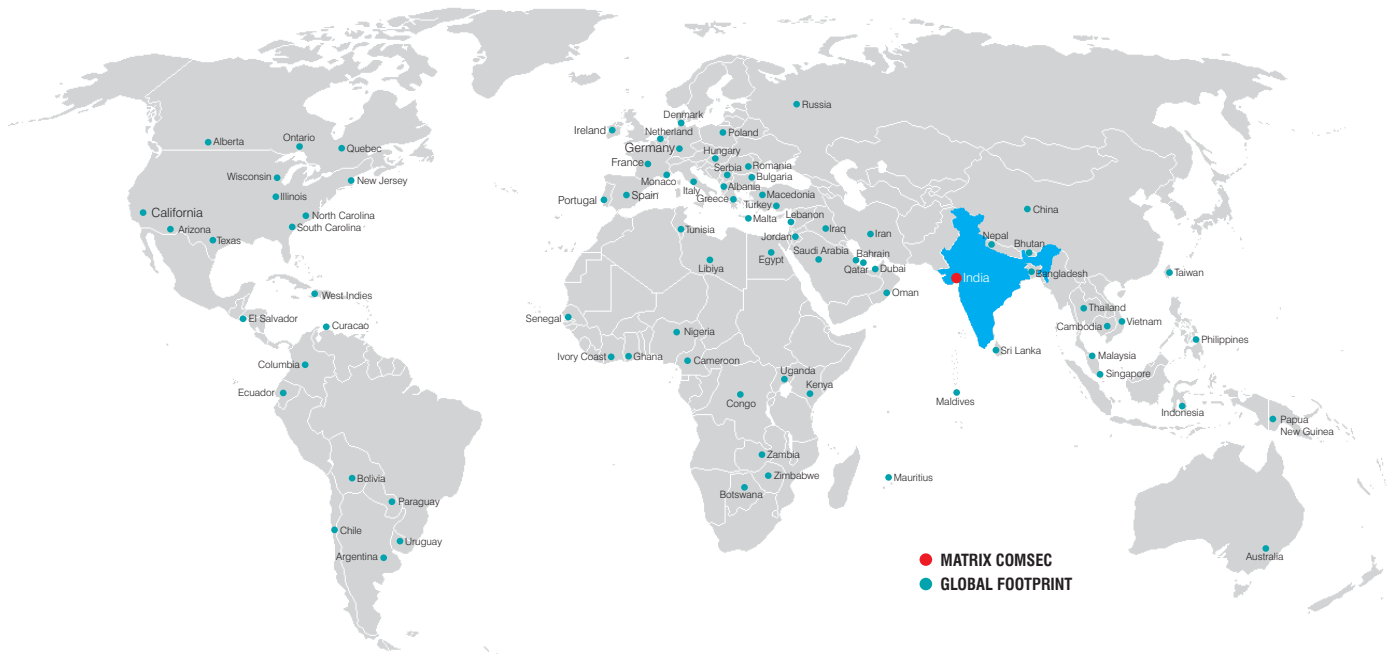 Russia
Denmark
Ireland
Netherland
Poland
Alberta
Ontario
Quebec
Germany
Hungary
France
Serbia
Romania
Wisconsin
New Jersey
Monaco
Bulgaria
Italy
Albania
Illinois
Portugal
Spain
Greece
Macedonia
Turkey
California
North Carolina
Malta
Lebanon
China
Arizona
South Carolina
Tunisia
Iraq
Iran
Texas
Jordan
Nepal
Bhutan
Saudi Arabia
Bahrain
Egypt
Libiya
Qatar
Dubai
India
Bangladesh
Taiwan
West Indies
Oman
Thailand
El Salvador
Senegal
Curacao
Vietnam
Cambodia
Nigeria
Philippines
Sri Lanka
Ivory Coast
Ghana
Cameroon
Malaysia
Columbia
Uganda
Singapore
Kenya
Ecuador
Congo
Maldives
Indonesia
Papua
New Guinea
Zambia
Bolivia
Zimbabwe
Mauritius
Botswana
Paraguay
Chile
Uruguay
Argentina
Australia
MATRIX COMSEC
GLOBAL FOOTPRINT